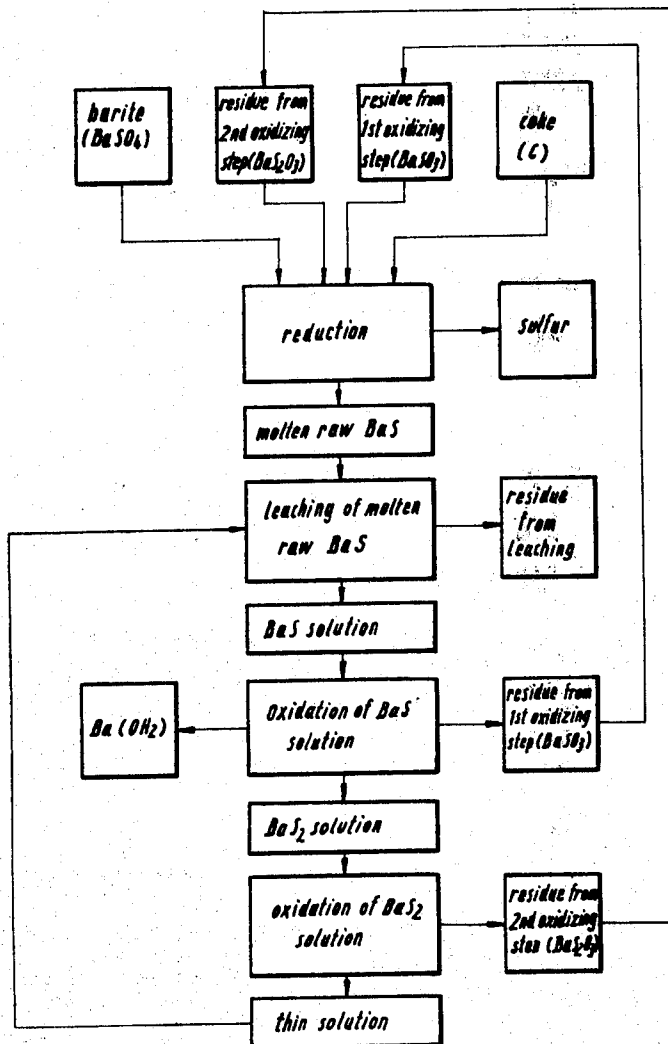 barite
(BaSO₄)
residue from
2nd oxidizing
step(BaS₂O₃)
residue from
1st oxidizing
step(BaSO₃)
coke
(C)
reduction
sulfur
molten raw BaS
leaching of molten
raw BaS
residue
from
leaching
BaS solution
Oxidation of BaS
solution
Ba(OH₂)
residue from
1st oxidizing
step(BaSO₃)
BaS₂ solution
oxidation of BaS₂
solution
residue from
2nd oxidizing
step (BaS₂O₃)
thin solution